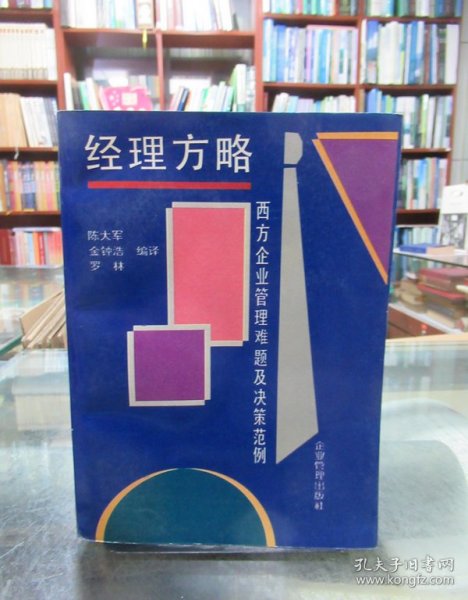 经理方略
陈大军
金钟浩 编译
罗 林
西方企业管理难题及决策范例
企业管理出版社
孔夫子旧书网
www.kongfz.com